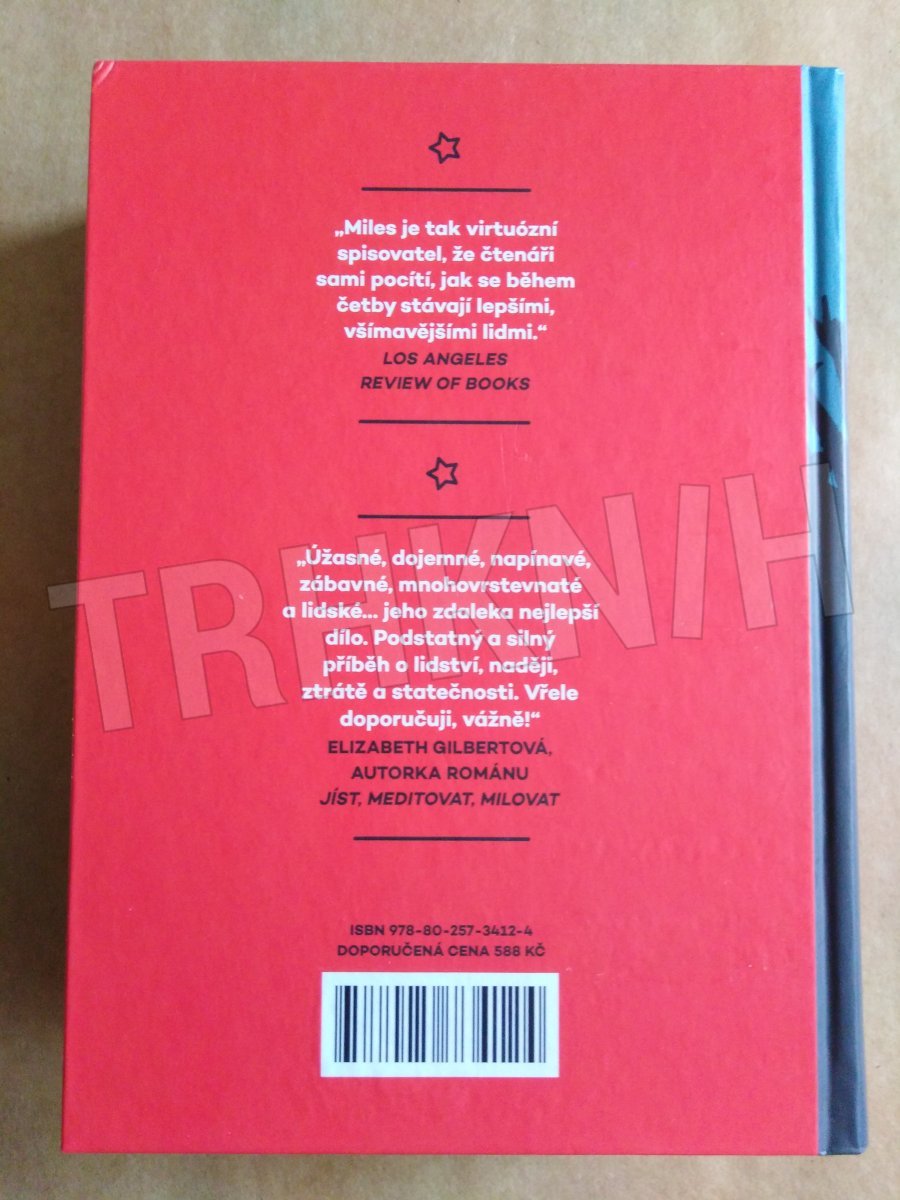 „Miles je tak virtuózní
spisovatel, že čtenáři
sami pocítí, jak se během
četby stávají lepšími,
všímavějšími lidmi.“
LOS ANGELES
REVIEW OF BOOKS
„Úžasné, dojemné, napínavé,
zábavné, mnohovrstevnaté
a lidské... jeho zdaleka nejlepší
dílo. Podstatný a silný
příběh o lidství, naději,
ztrátě a statečnosti. Vřele
doporučuji, vážně!“
ELIZABETH GILBERTOVÁ,
AUTORKA ROMÁNU
JÍST, MEDITOVAT, MILOVAT
ISBN 978-80-257-3412-4
DOPORUČENÁ CENA 588 KČ
TREHKNIH